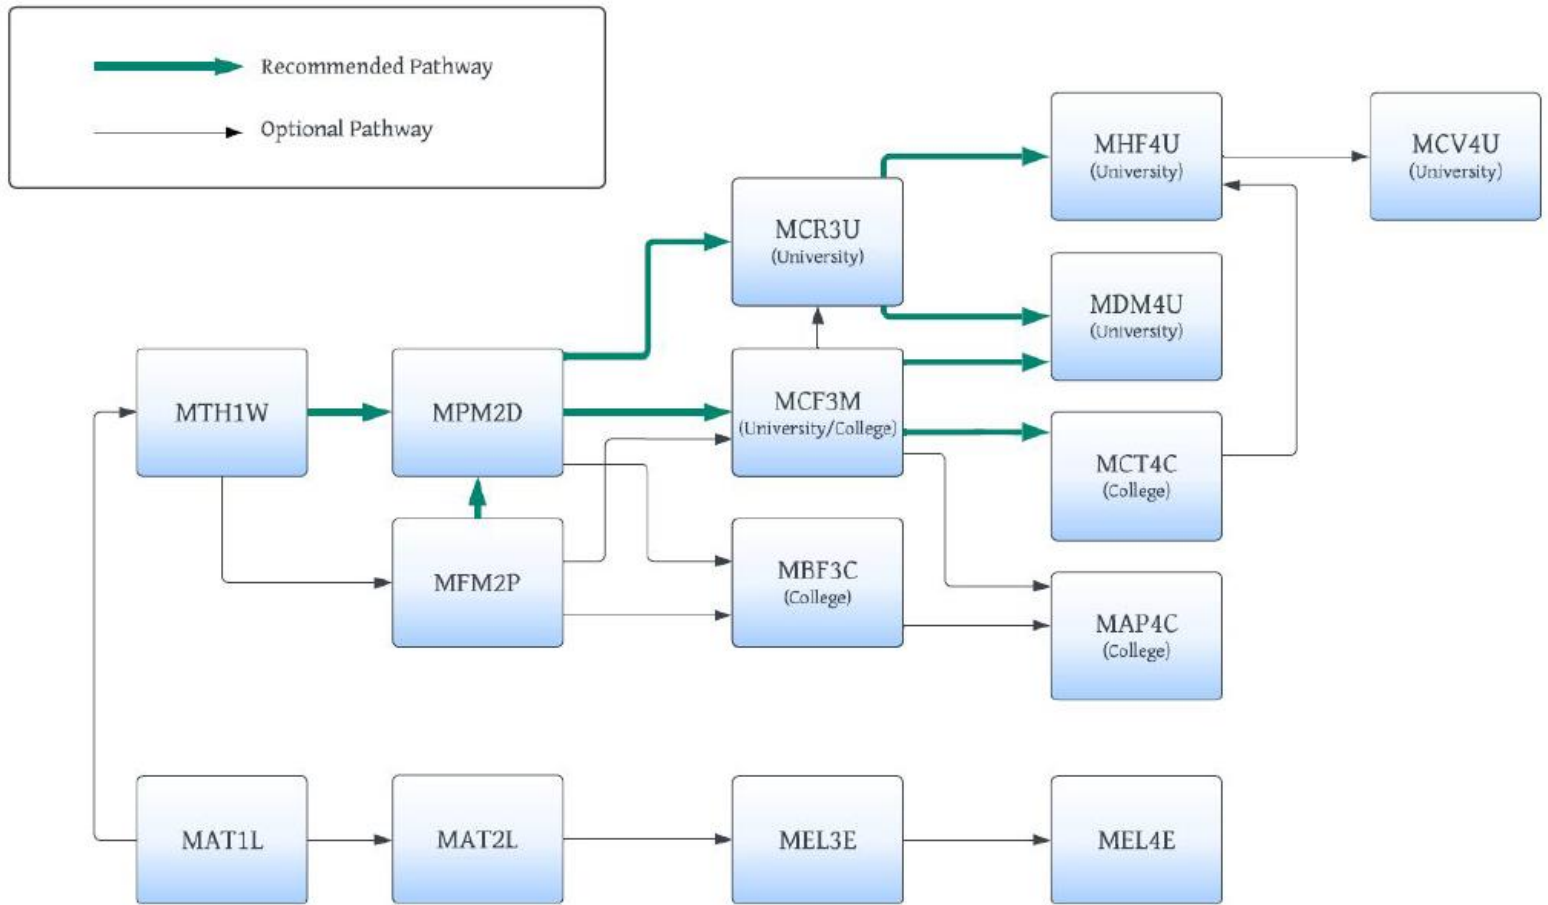 Recommended Pathway
Optional Pathway
MHF4U
(University)
MCV4U
(University)
MCR3U
(University)
MDM4U
(University)
MTH1W
MPM2D
MCF3M
(University/College)
MCT4C
(College)
MFM2P
MBF3C
(College)
MAP4C
(College)
MAT1L
MAT2L
MEL3E
MEL4E